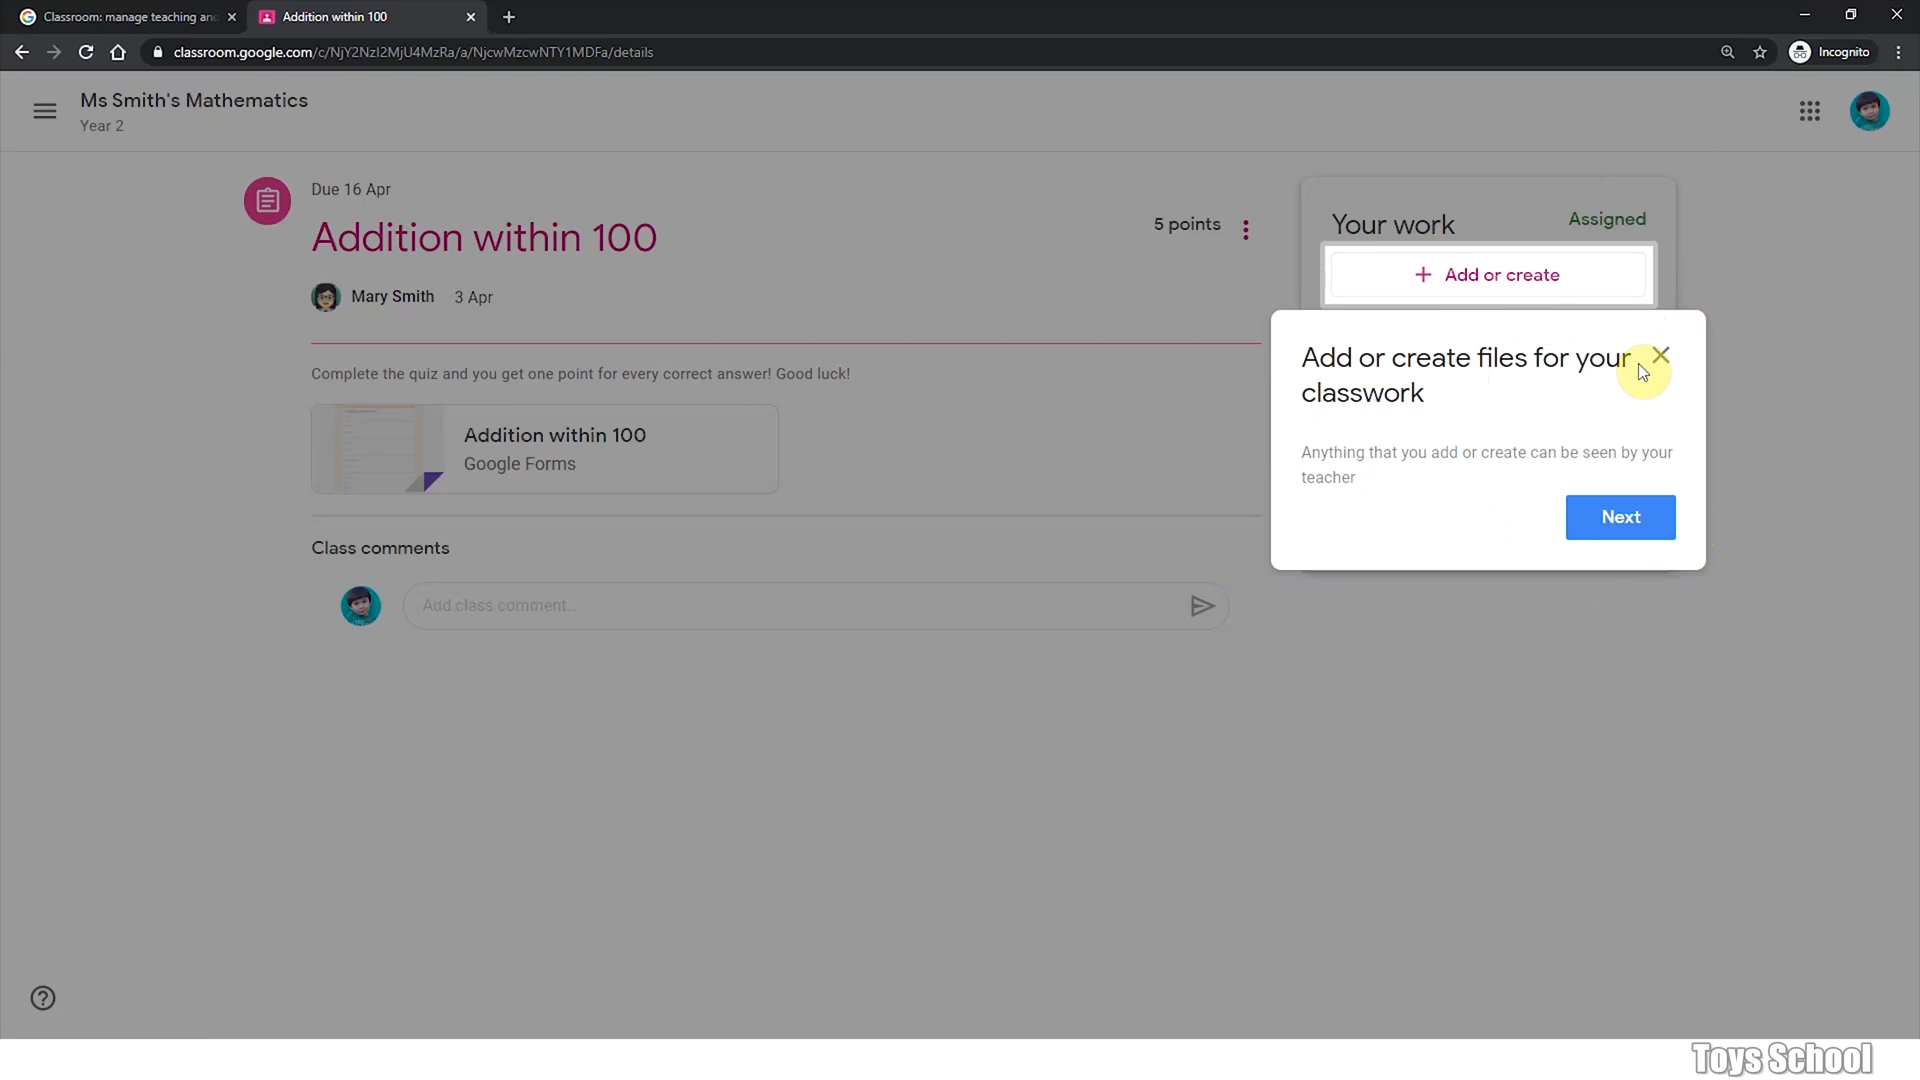 Classroom: manage teaching and
Addition within 100
classroom.google.com/c/NjY2NzI2MjU4MzRa/a/NjcwMzcwNTY1MDFa/details
Incognito
Ms Smith's Mathematics
Year 2
Due 16 Apr
Addition within 100
5 points
Mary Smith 3 Apr
Complete the quiz and you get one point for every correct answer! Good luck!
Addition within 100
Google Forms
Class comments
Add class comment...
Your work
Assigned
+ Add or create
Add or create files for your
classwork
Anything that you add or create can be seen by your
teacher
Next
Toys School